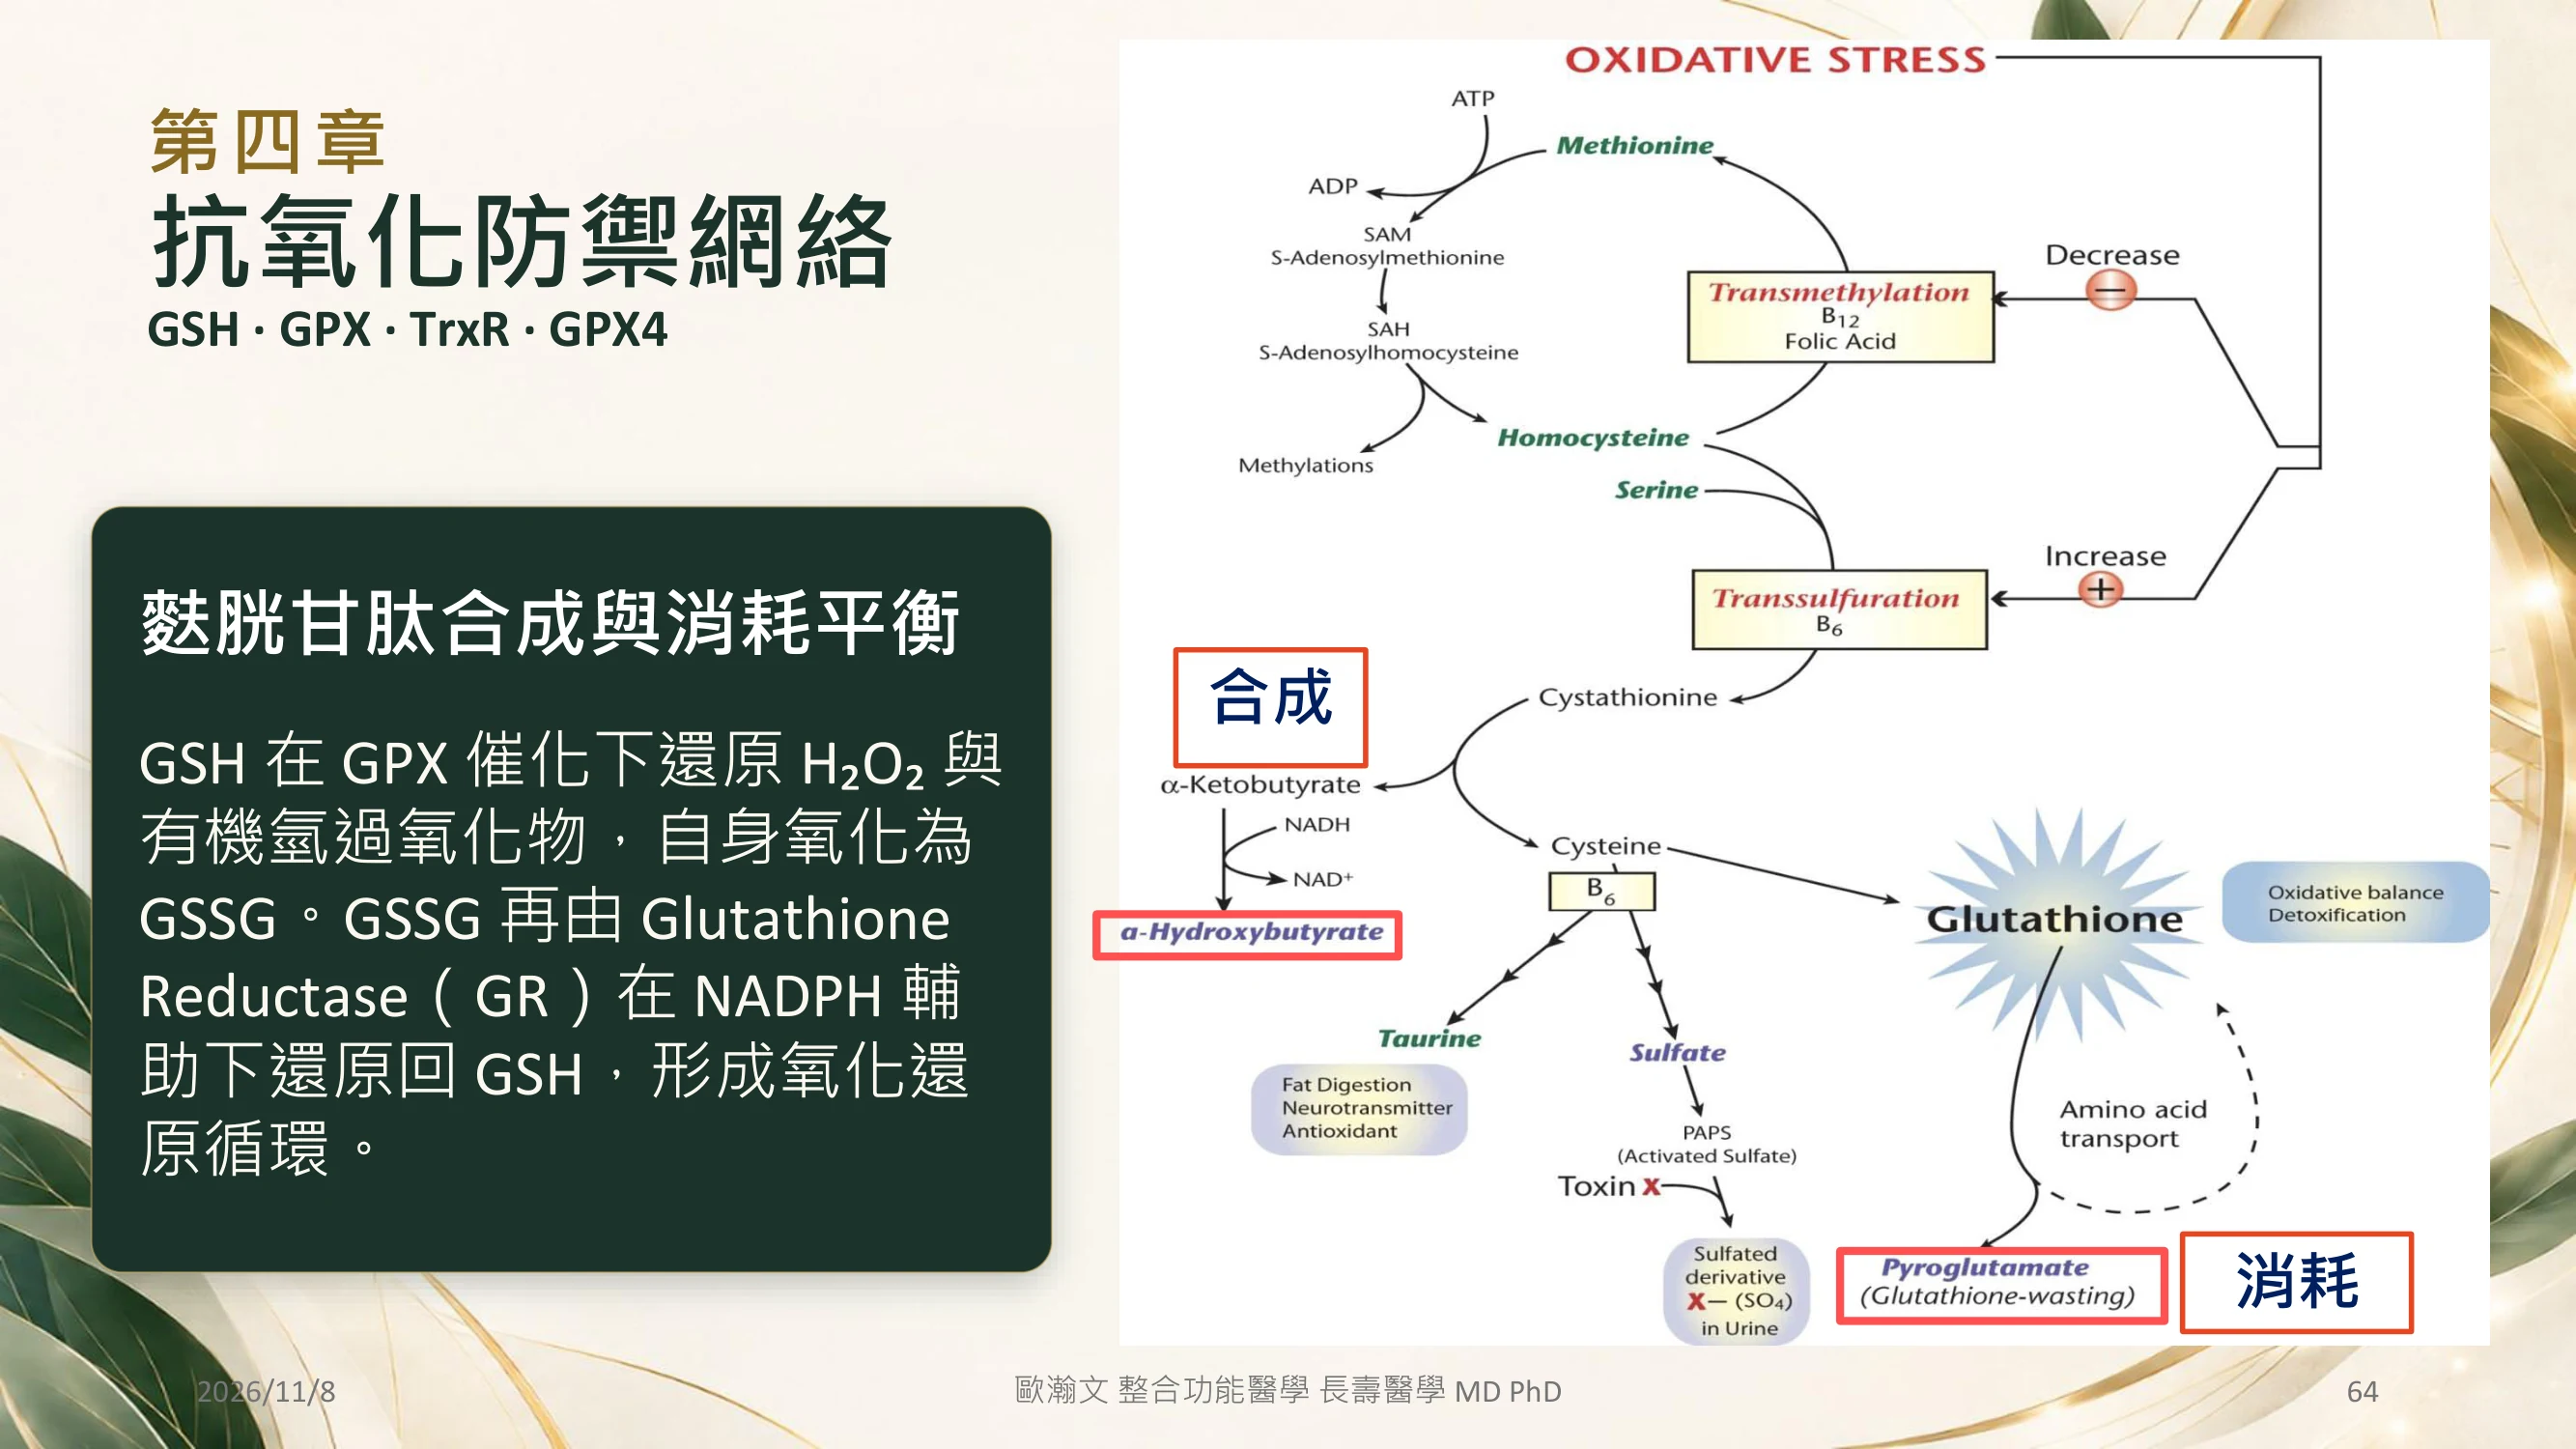 第四章
抗氧化防禦網絡
GSH · GPX · TrxR · GPX4
麩胱甘肽合成與消耗平衡
GSH 在 GPX 催化下還原 H₂O₂ 與
有機氫過氧化物，自身氧化為
GSSG。GSSG 再由 Glutathione
Reductase（GR）在 NADPH 輔
助下還原回 GSH，形成氧化還
原循環。
OXIDATIVE STRESS
ATP
Methionine
ADP
SAM
S-Adenosylmethionine
Decrease
−
Transmethylation
B₁₂
Folic Acid
SAH
S-Adenosylhomocysteine
Homocysteine
Methylations
Serine
Increase
+
Transsulfuration
B₆
合成
Cystathionine
α-Ketobutyrate
NADH
NAD⁺
Cysteine
B₆
α-Hydroxybutyrate
Glutathione
Oxidative balance
Detoxification
Taurine
Sulfate
Fat Digestion
Neurotransmitter
Antioxidant
PAPS
(Activated Sulfate)
Amino acid
transport
Toxin X
Sulfated
derivative
X— (SO₄)
in Urine
Pyroglutamate
(Glutathione-wasting)
消耗
2026/11/8
歐瀚文 整合功能醫學 長壽醫學 MD PhD
64